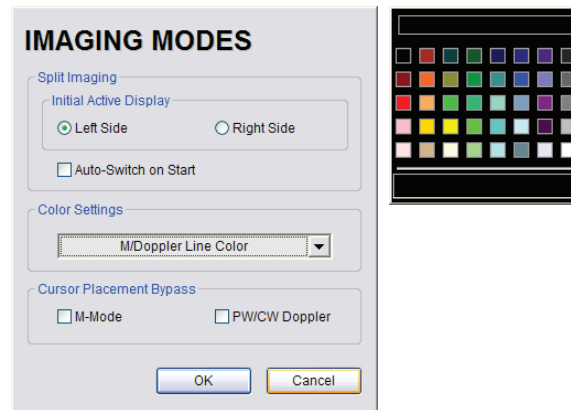 IMAGING MODES
Split Imaging
Initial Active Display
Left Side
Right Side
Auto-Switch on Start
Color Settings
M/Doppler Line Color
Cursor Placement Bypass
M-Mode
PW/CW Doppler
OK
Cancel